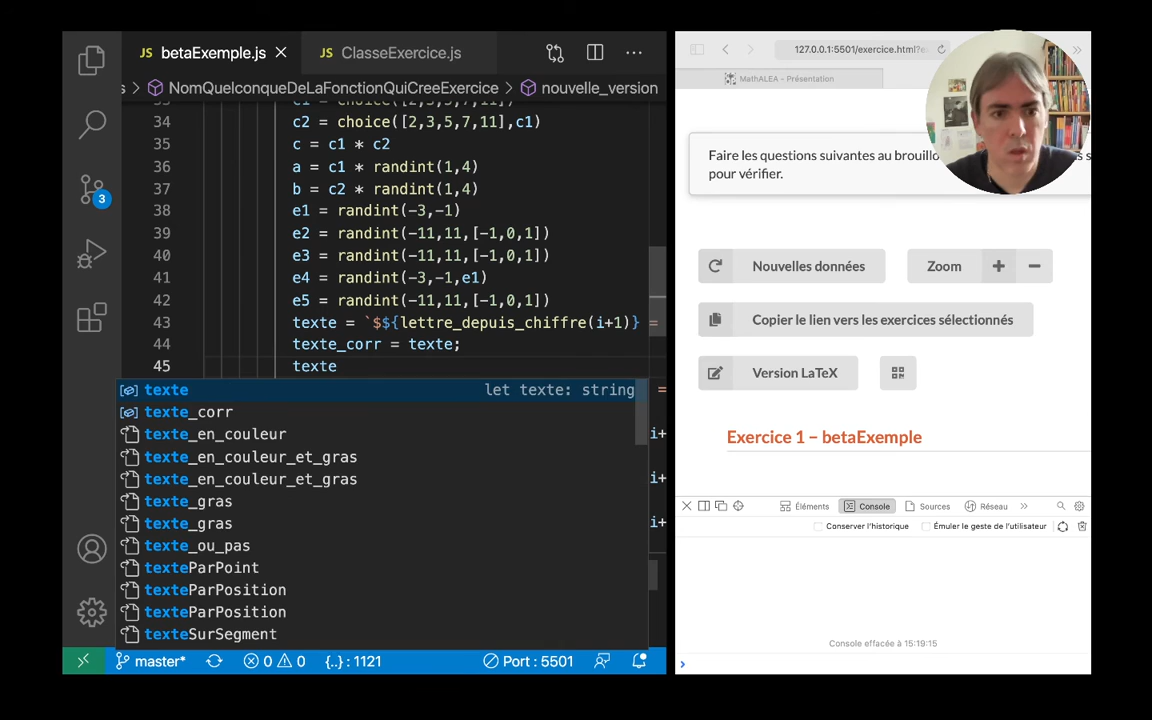 betaExemple.js
ClasseExercice.js
s > NomQuelconqueDeLaFonctionQuiCreeExercice > nouvelle_version
34 c2 = choice([2,3,5,7,11],c1)
35 c = c1 * c2
36 a = c1 * randint(1,4)
37 b = c2 * randint(1,4)
38 e1 = randint(-3,-1)
39 e2 = randint(-11,11,[-1,0,1])
40 e3 = randint(-11,11,[-1,0,1])
41 e4 = randint(-3,-1,e1)
42 e5 = randint(-11,11,[-1,0,1])
43 texte = `$${lettre_depuis_chiffre(i+1)} =
44 texte_corr = texte;
45 texte
texte let texte: string
texte_corr
texte_en_couleur
texte_en_couleur_et_gras
texte_en_couleur_et_gras
texte_gras
texte_gras
texte_ou_pas
texteParPoint
texteParPosition
texteParPosition
texteSurSegment
=
i+
i+
i+
3
master* 0 0 {..} : 1121 Port : 5501
127.0.0.1:5501/exercice.html?e
MathALEA – Présentation
Faire les questions suivantes au brouillo
pour vérifier.
Nouvelles données
Zoom + −
Copier le lien vers les exercices sélectionnés
Version LaTeX
Exercice 1 – betaExemple
Éléments Console Sources Réseau
Conserver l'historique Émuler le geste de l'utilisateur
Console effacée à 15:19:15